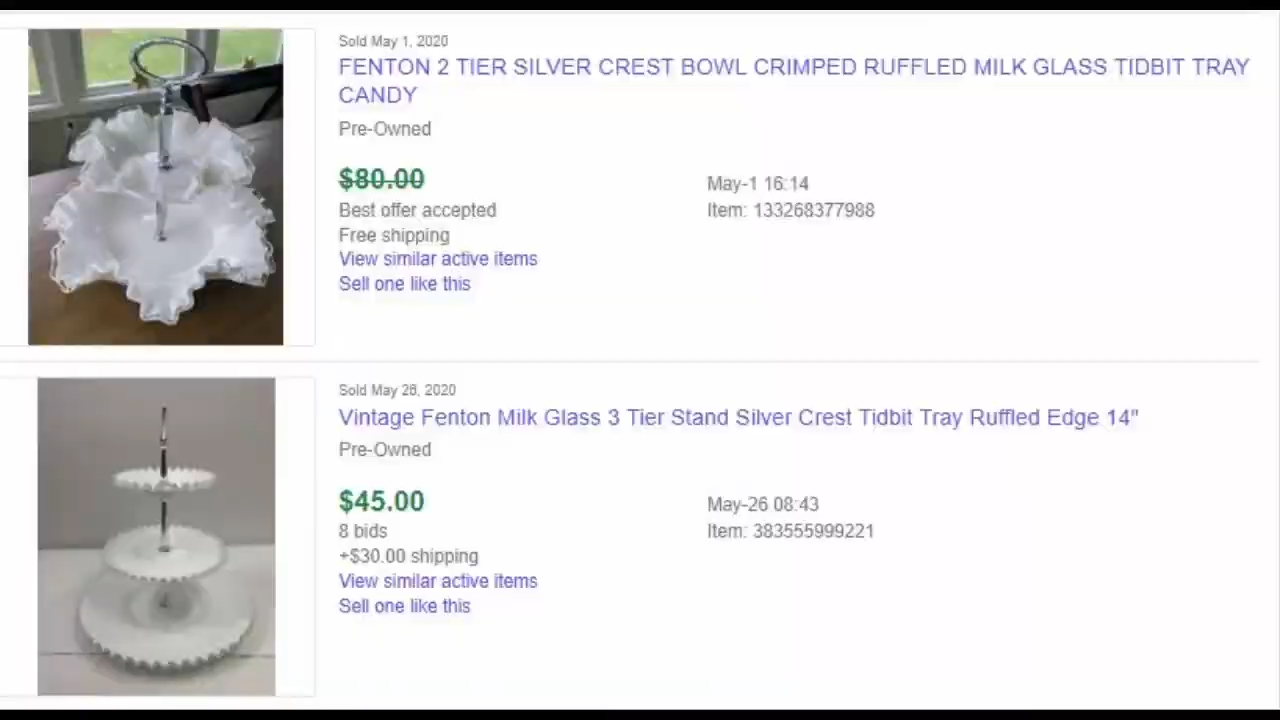 Sold May 1, 2020
FENTON 2 TIER SILVER CREST BOWL CRIMPED RUFFLED MILK GLASS TIDBIT TRAY
CANDY
Pre-Owned
$80.00
May-1 16:14
Best offer accepted
Item: 133268377988
Free shipping
View similar active items
Sell one like this
Sold May 26, 2020
Vintage Fenton Milk Glass 3 Tier Stand Silver Crest Tidbit Tray Ruffled Edge 14"
Pre-Owned
$45.00
May-26 08:43
8 bids
Item: 383555999221
+$30.00 shipping
View similar active items
Sell one like this